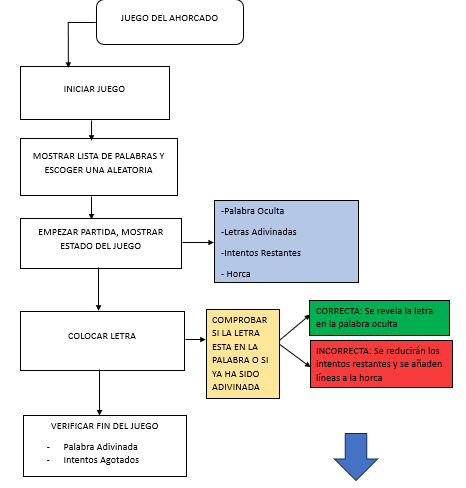 JUEGO DEL AHORCADO
INICIAR JUEGO
MOSTRAR LISTA DE PALABRAS Y
ESCOGER UNA ALEATORIA
EMPEZAR PARTIDA, MOSTRAR
ESTADO DEL JUEGO
-Palabra Oculta
-Letras Adivinadas
-Intentos Restantes
- Horca
COLOCAR LETRA
COMPROBAR
SI LA LETRA
ESTA EN LA
PALABRA O SI
YA HA SIDO
ADIVINADA
CORRECTA: Se revela la letra
en la palabra oculta
INCORRECTA: Se reducirán los
intentos restantes y se añaden
líneas a la horca
VERIFICAR FIN DEL JUEGO
- Palabra Adivinada
- Intentos Agotados